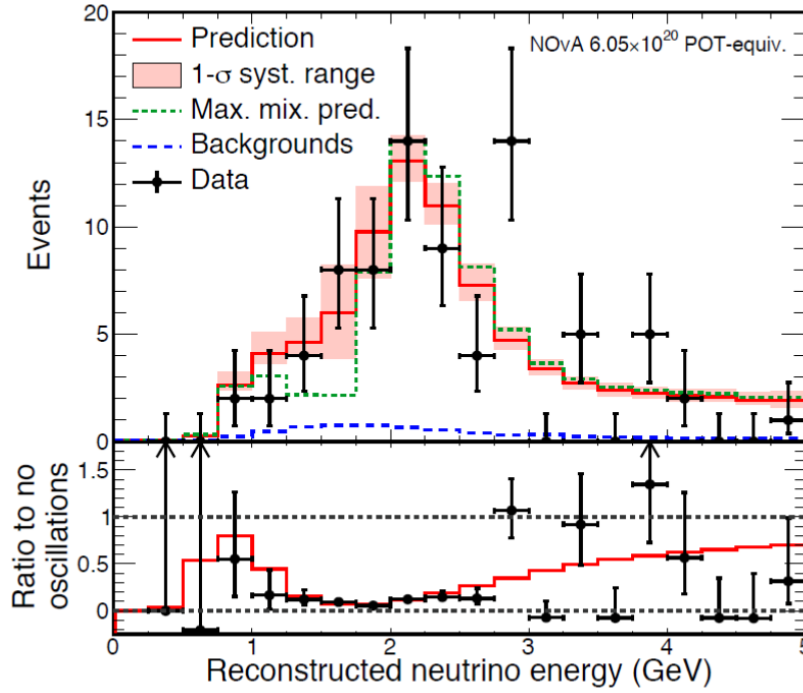 20
15
10
5
0
Events
Prediction
1-σ syst. range
Max. mix. pred.
Backgrounds
Data
NOvA 6.05×10²⁰ POT-equiv.
1.5
1
0.5
0
Ratio to no
oscillations
0 1 2 3 4 5
Reconstructed neutrino energy (GeV)